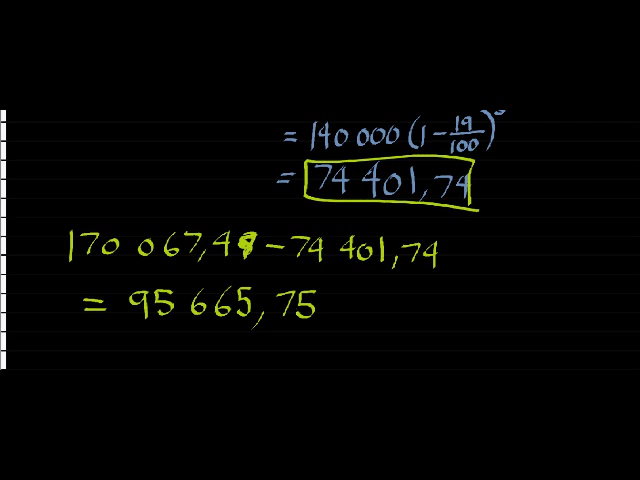 = 140 000 (1 - 19/100)
= 74 401,74
170 067,49 - 74 401,74
= 95 665,75